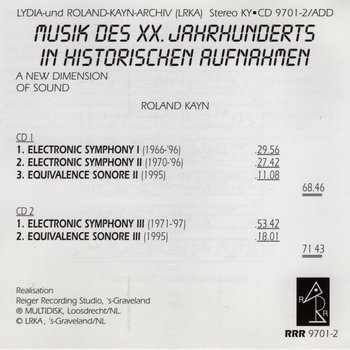 LYDIA-und ROLAND-KAYN-ARCHIV (LRKA) Stereo KY•CD 9701-2/ADD
MUSIK DES XX. JAHRHUNDERTS
IN HISTORISCHEN AUFNAHMEN
A NEW DIMENSION
OF SOUND
ROLAND KAYN
CD 1
1. ELECTRONIC SYMPHONY I (1966-'96) 29.56
2. ELECTRONIC SYMPHONY II (1970-'96) 27.42
3. EQUIVALENCE SONORE II (1995) 11.08
68.46
CD 2
1. ELECTRONIC SYMPHONY III (1971-'97) 53.42
2. EQUIVALENCE SONORE III (1995) 18.01
71 43
Realisation
Reiger Recording Studio, 's-Graveland
® MULTIDISK, Loosdrecht/NL.
© LRKA, 's-Graveland/NL
RRR 9701-2